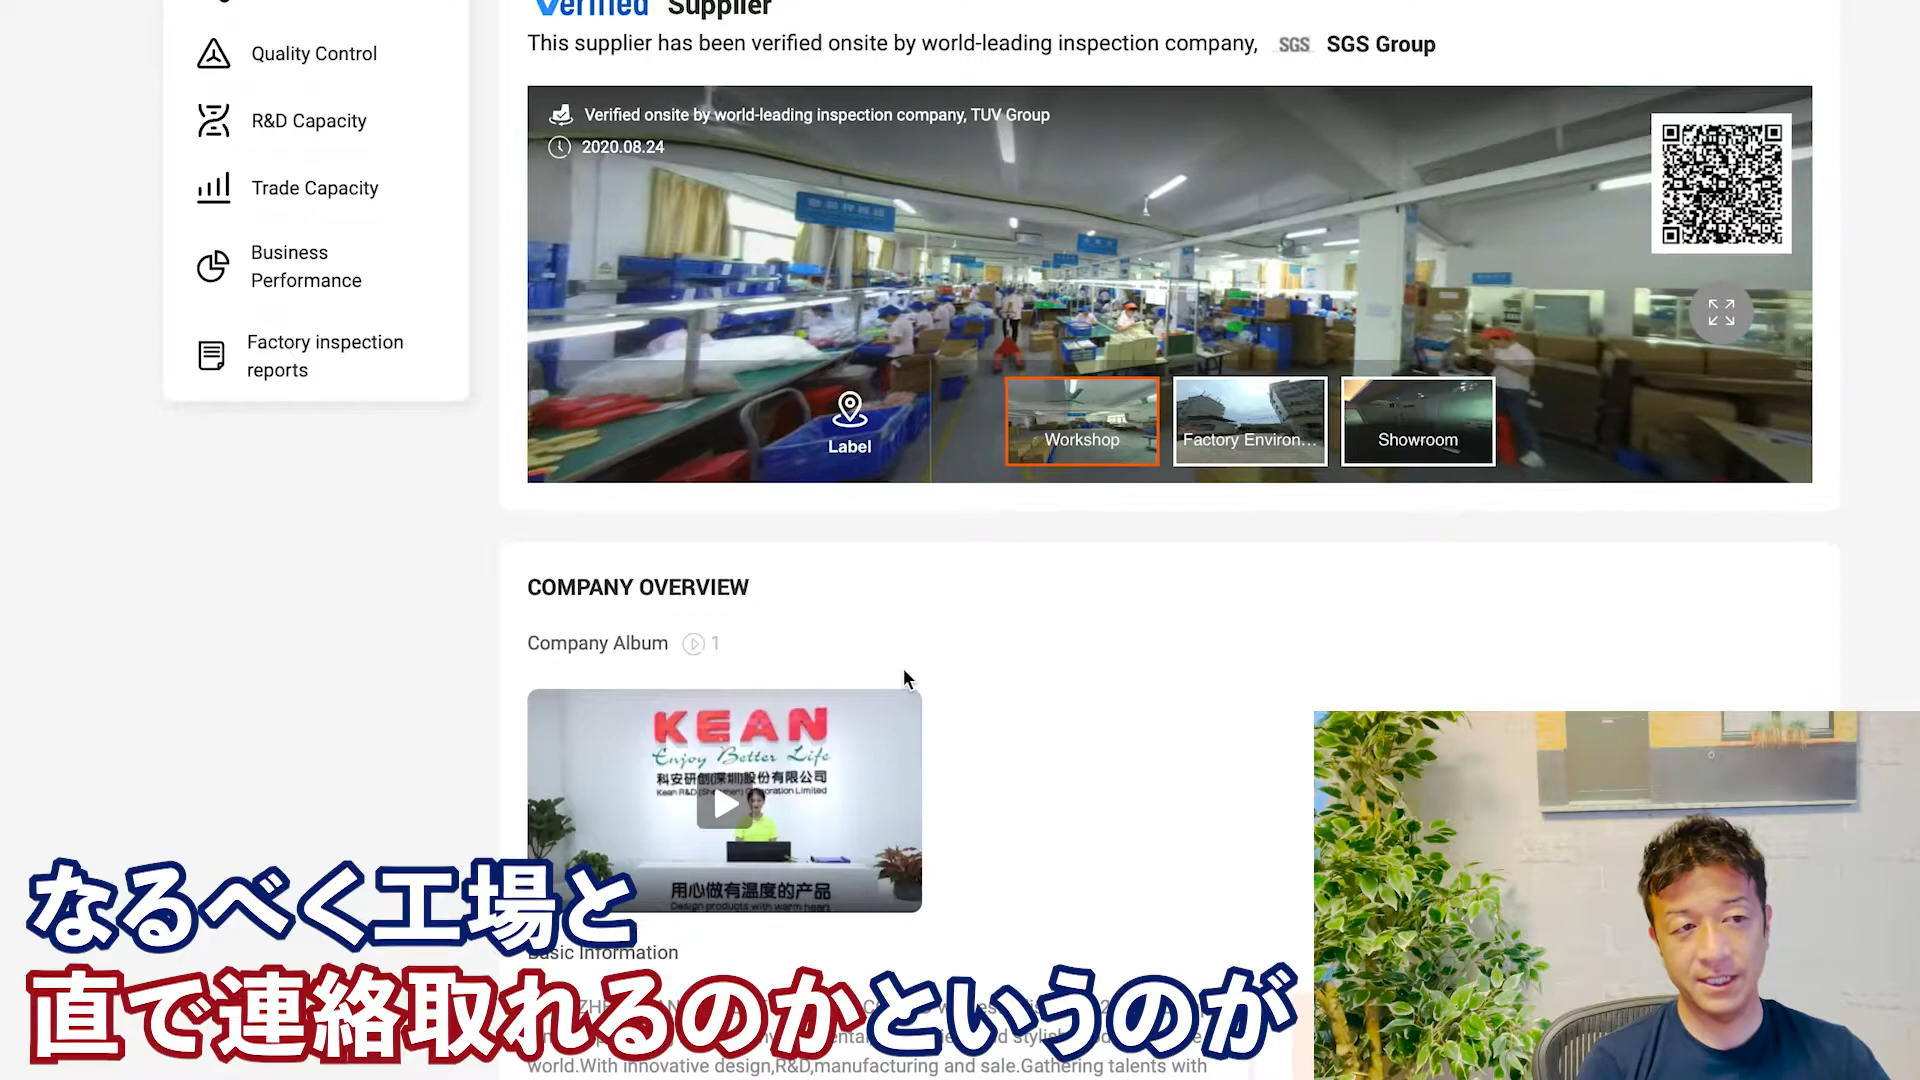 Verified Supplier
This supplier has been verified onsite by world-leading inspection company, SGS SGS Group
Quality Control
R&D Capacity
Trade Capacity
Business
Performance
Factory inspection
reports
Verified onsite by world-leading inspection company, TUV Group
2020.08.24
Label
Workshop
Factory Environ...
Showroom
COMPANY OVERVIEW
Company Album 1
KEAN
Enjoy Better Life
科安研创(深圳)股份有限公司
Kean R&D (Shenzhen) Corporation Limited
用心做有温度的产品
Design products with warm heart
Basic Information
なるべく工場と
直で連絡取れるのかというのが
world.With innovative design,R&D,manufacturing and sale.Gathering talents with